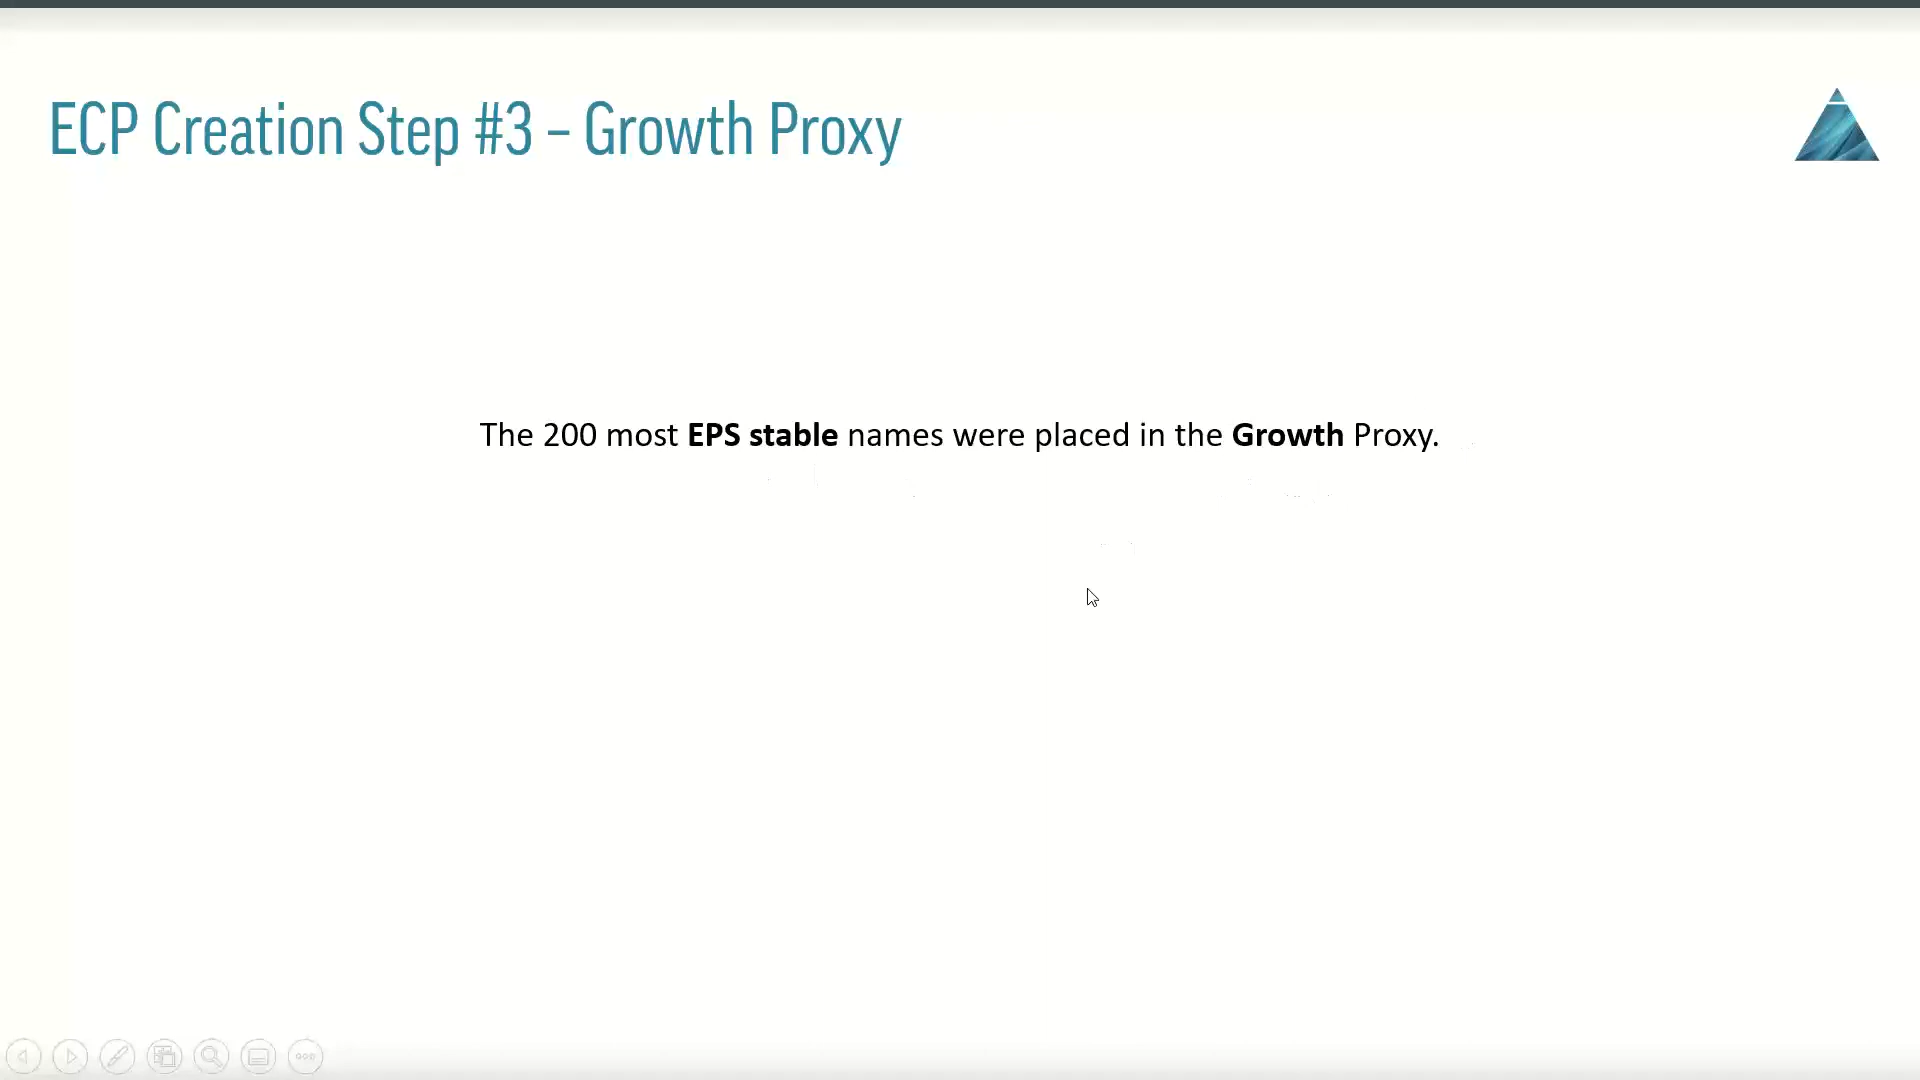 ECP Creation Step #3 – Growth Proxy
The 200 most EPS stable names were placed in the Growth Proxy.